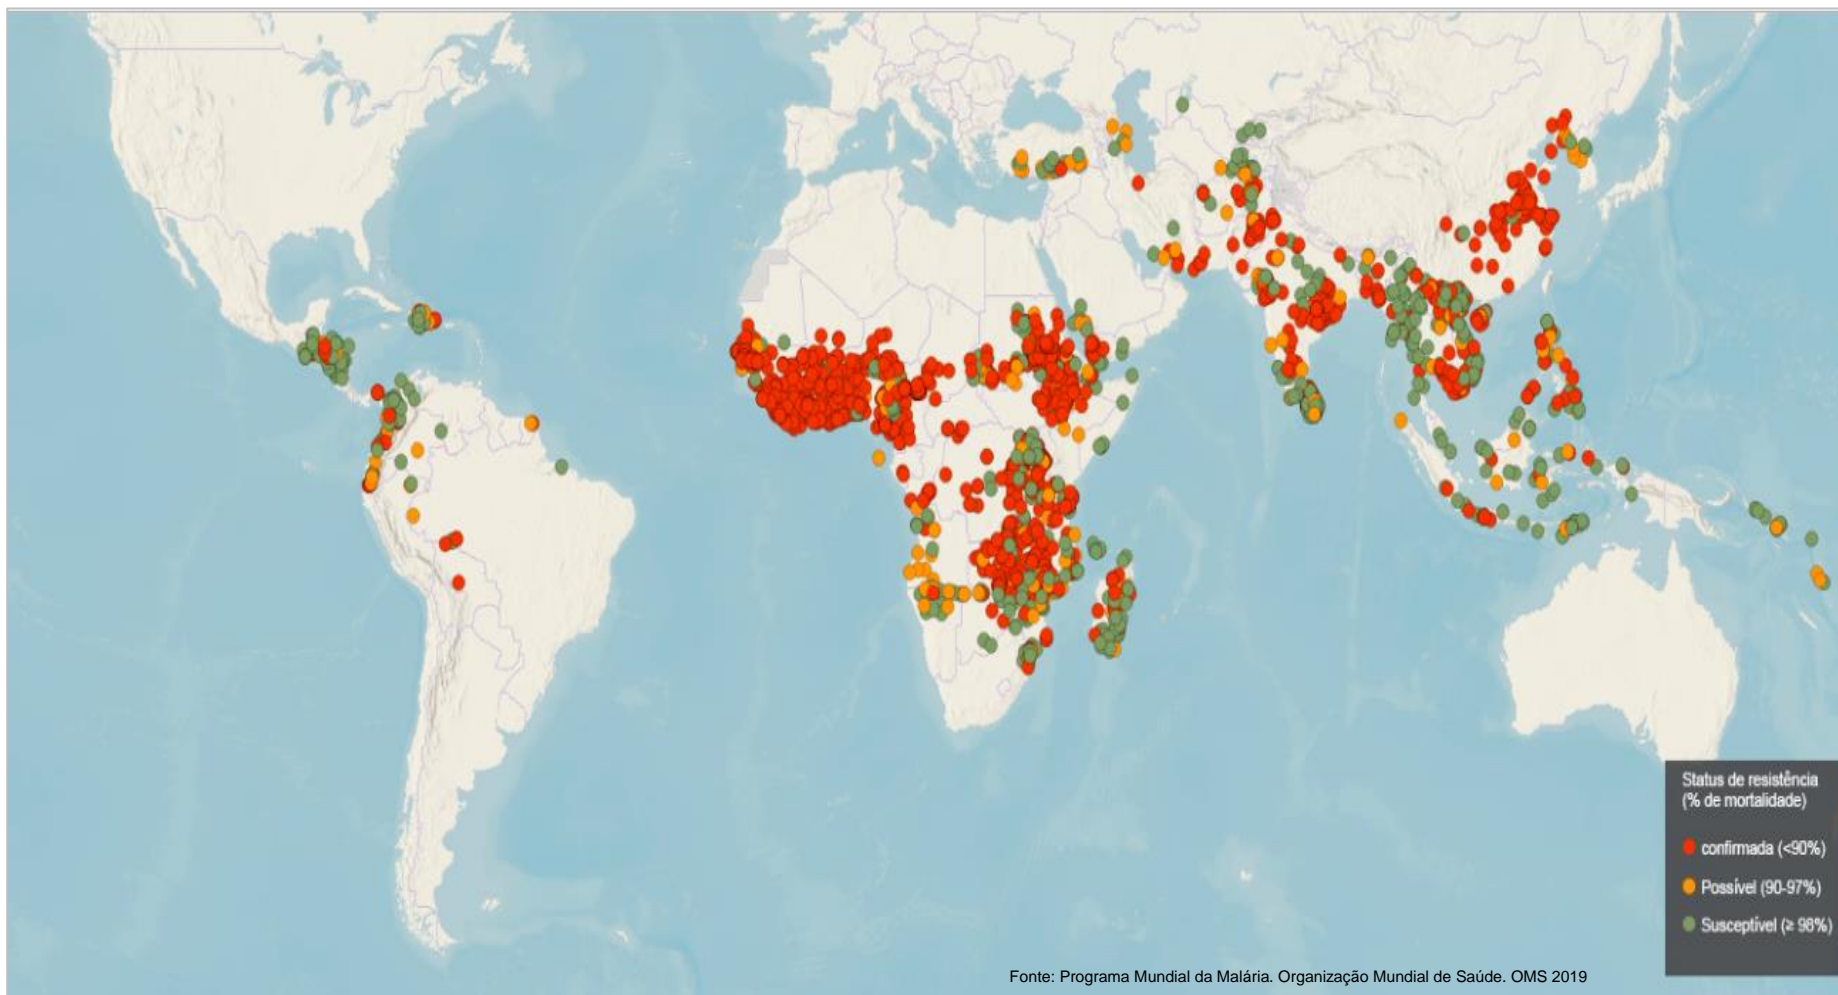 Status de resistência
(% de mortalidade)
confirmada (<90%)
Possível (90-97%)
Susceptível (≥ 98%)
Fonte: Programa Mundial da Malária. Organização Mundial de Saúde. OMS 2019